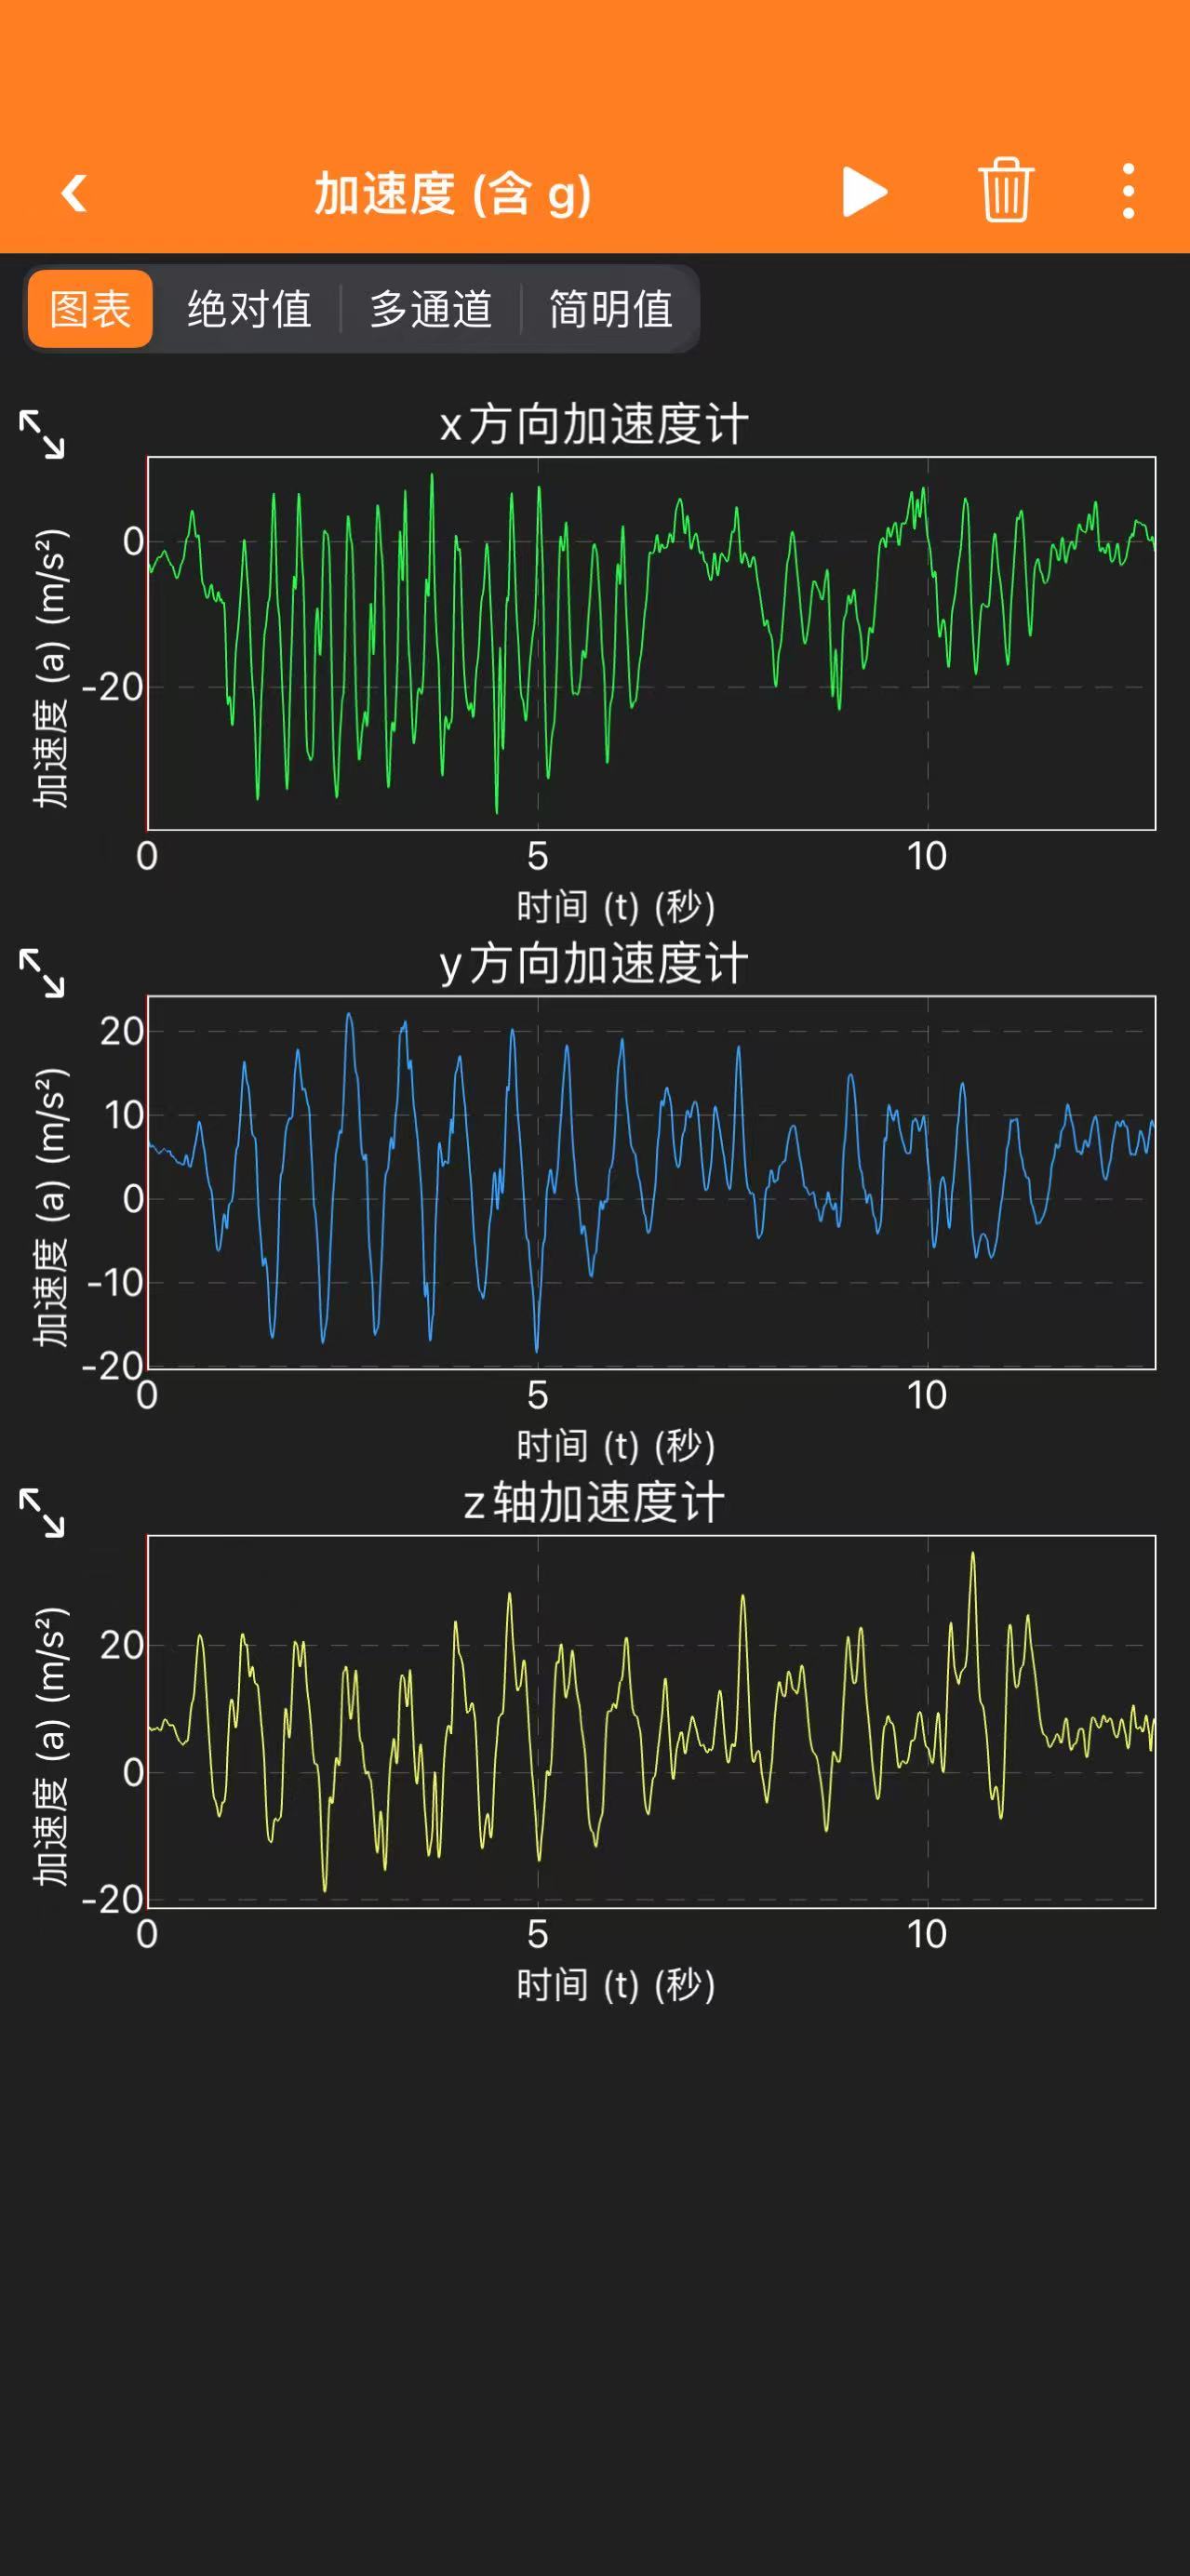 加速度 (含 g)
图表 绝对值 多通道 简明值
x方向加速度计
加速度 (a) (m/s²)
0
-20
0 5 10
时间 (t) (秒)
y方向加速度计
加速度 (a) (m/s²)
20
10
0
-10
-20
0 5 10
时间 (t) (秒)
z轴加速度计
加速度 (a) (m/s²)
20
0
-20
0 5 10
时间 (t) (秒)